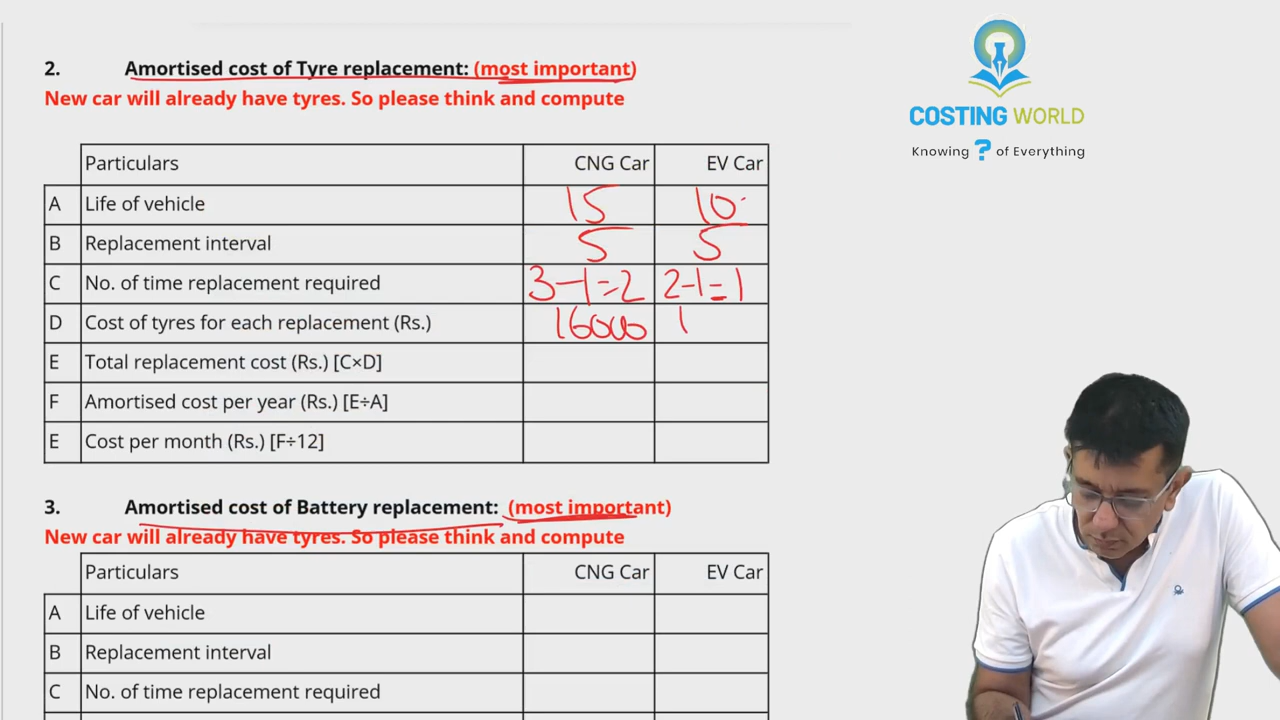 2. Amortised cost of Tyre replacement: (most important)
New car will already have tyres. So please think and compute
COSTING WORLD
Knowing ? of Everything
Particulars CNG Car EV Car
A Life of vehicle 15 10
B Replacement interval 5 5
C No. of time replacement required 3-1=2 2-1=1
D Cost of tyres for each replacement (Rs.) 16000 1
E Total replacement cost (Rs.) [C×D]
F Amortised cost per year (Rs.) [E÷A]
E Cost per month (Rs.) [F÷12]
3. Amortised cost of Battery replacement: (most important)
New car will already have tyres. So please think and compute
Particulars CNG Car EV Car
A Life of vehicle
B Replacement interval
C No. of time replacement required